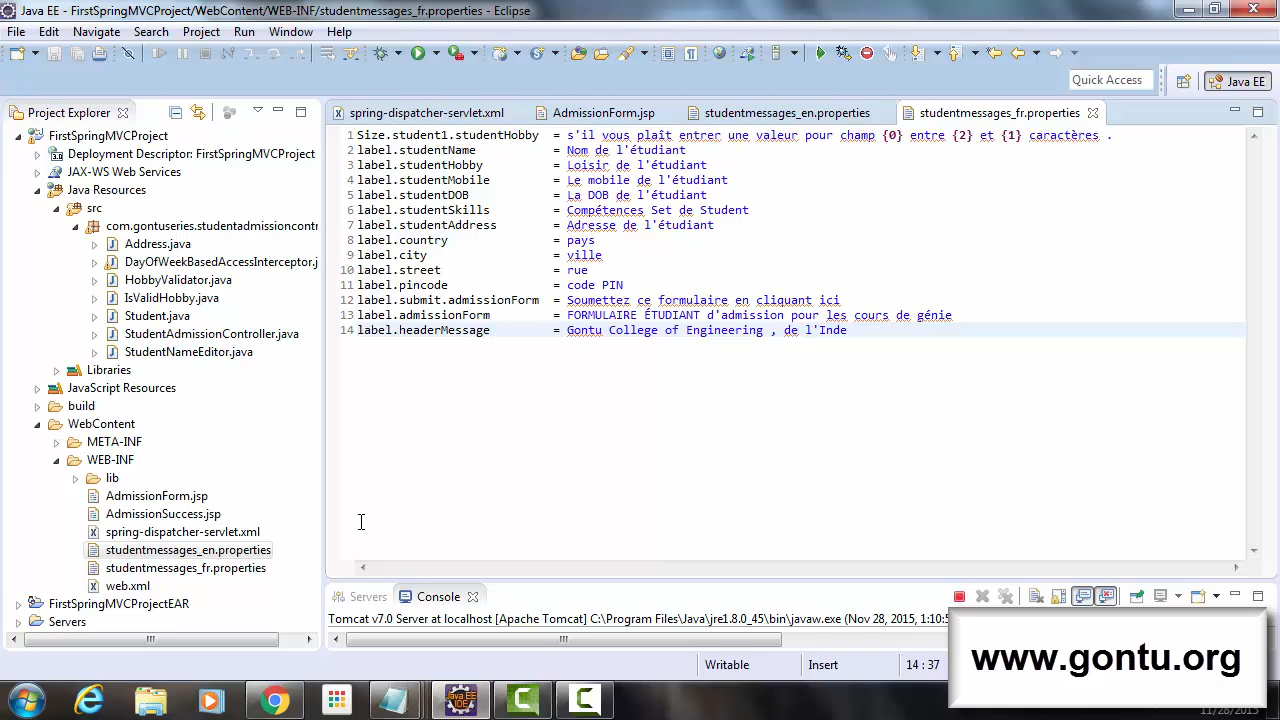 Java EE - FirstSpringMVCProject/WebContent/WEB-INF/studentmessages_fr.properties - Eclipse
File Edit Navigate Search Project Run Window Help
Quick Access
Java EE
Project Explorer
FirstSpringMVCProject
Deployment Descriptor: FirstSpringMVCProject
JAX-WS Web Services
Java Resources
src
com.gontuseries.studentadmissioncontr
Address.java
DayOfWeekBasedAccessInterceptor.j
HobbyValidator.java
IsValidHobby.java
Student.java
StudentAdmissionController.java
StudentNameEditor.java
Libraries
JavaScript Resources
build
WebContent
META-INF
WEB-INF
lib
AdmissionForm.jsp
AdmissionSuccess.jsp
spring-dispatcher-servlet.xml
studentmessages_en.properties
studentmessages_fr.properties
web.xml
FirstSpringMVCProjectEAR
Servers
spring-dispatcher-servlet.xml AdmissionForm.jsp studentmessages_en.properties studentmessages_fr.properties
1 Size.student1.studentHobby = s'il vous plaît entrer une valeur pour champ {0} entre {2} et {1} caractères .
2 label.studentName = Nom de l'étudiant
3 label.studentHobby = Loisir de l'étudiant
4 label.studentMobile = Le mobile de l'étudiant
5 label.studentDOB = La DOB de l'étudiant
6 label.studentSkills = Compétences Set de Student
7 label.studentAddress = Adresse de l'étudiant
8 label.country = pays
9 label.city = ville
10 label.street = rue
11 label.pincode = code PIN
12 label.submit.admissionForm = Soumettez ce formulaire en cliquant ici
13 label.admissionForm = FORMULAIRE ÉTUDIANT d'admission pour les cours de génie
14 label.headerMessage = Gontu College of Engineering , de l'Inde
Servers Console
Tomcat v7.0 Server at localhost [Apache Tomcat] C:\Program Files\Java\jre1.8.0_45\bin\javaw.exe (Nov 28, 2015, 1:10:5
Writable Insert 14 : 37
www.gontu.org
11/28/2015